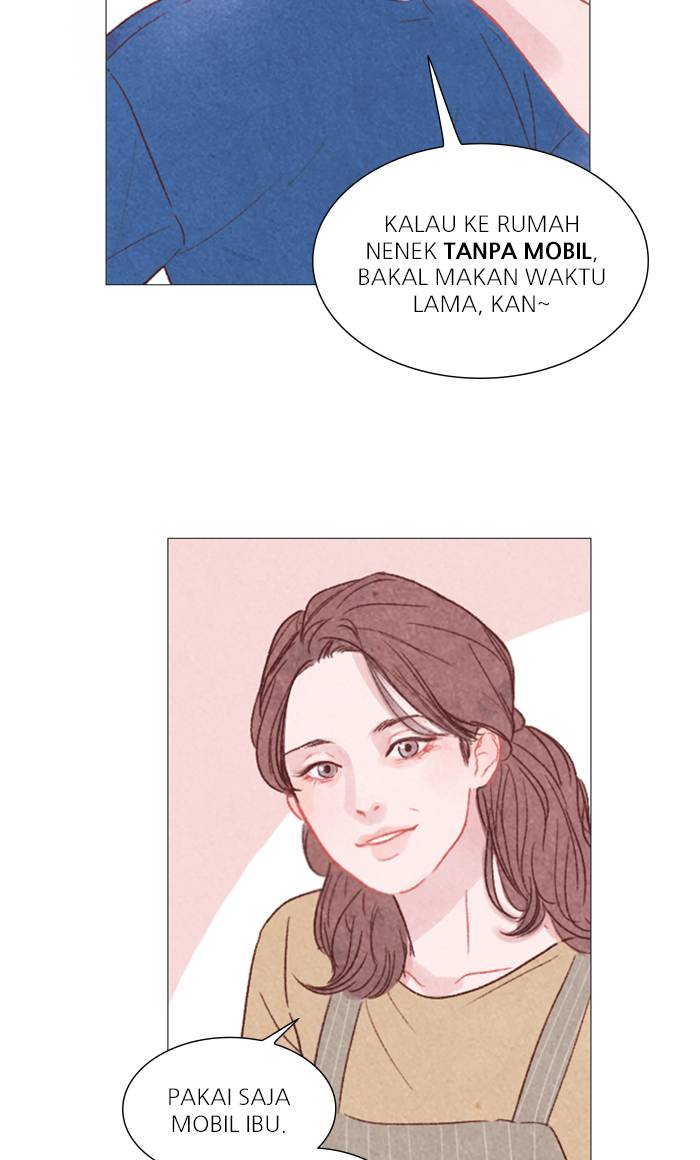 KALAU KE RUMAH
NENEK TANPA MOBIL,
BAKAL MAKAN WAKTU
LAMA, KAN~
PAKAI SAJA
MOBIL IBU.